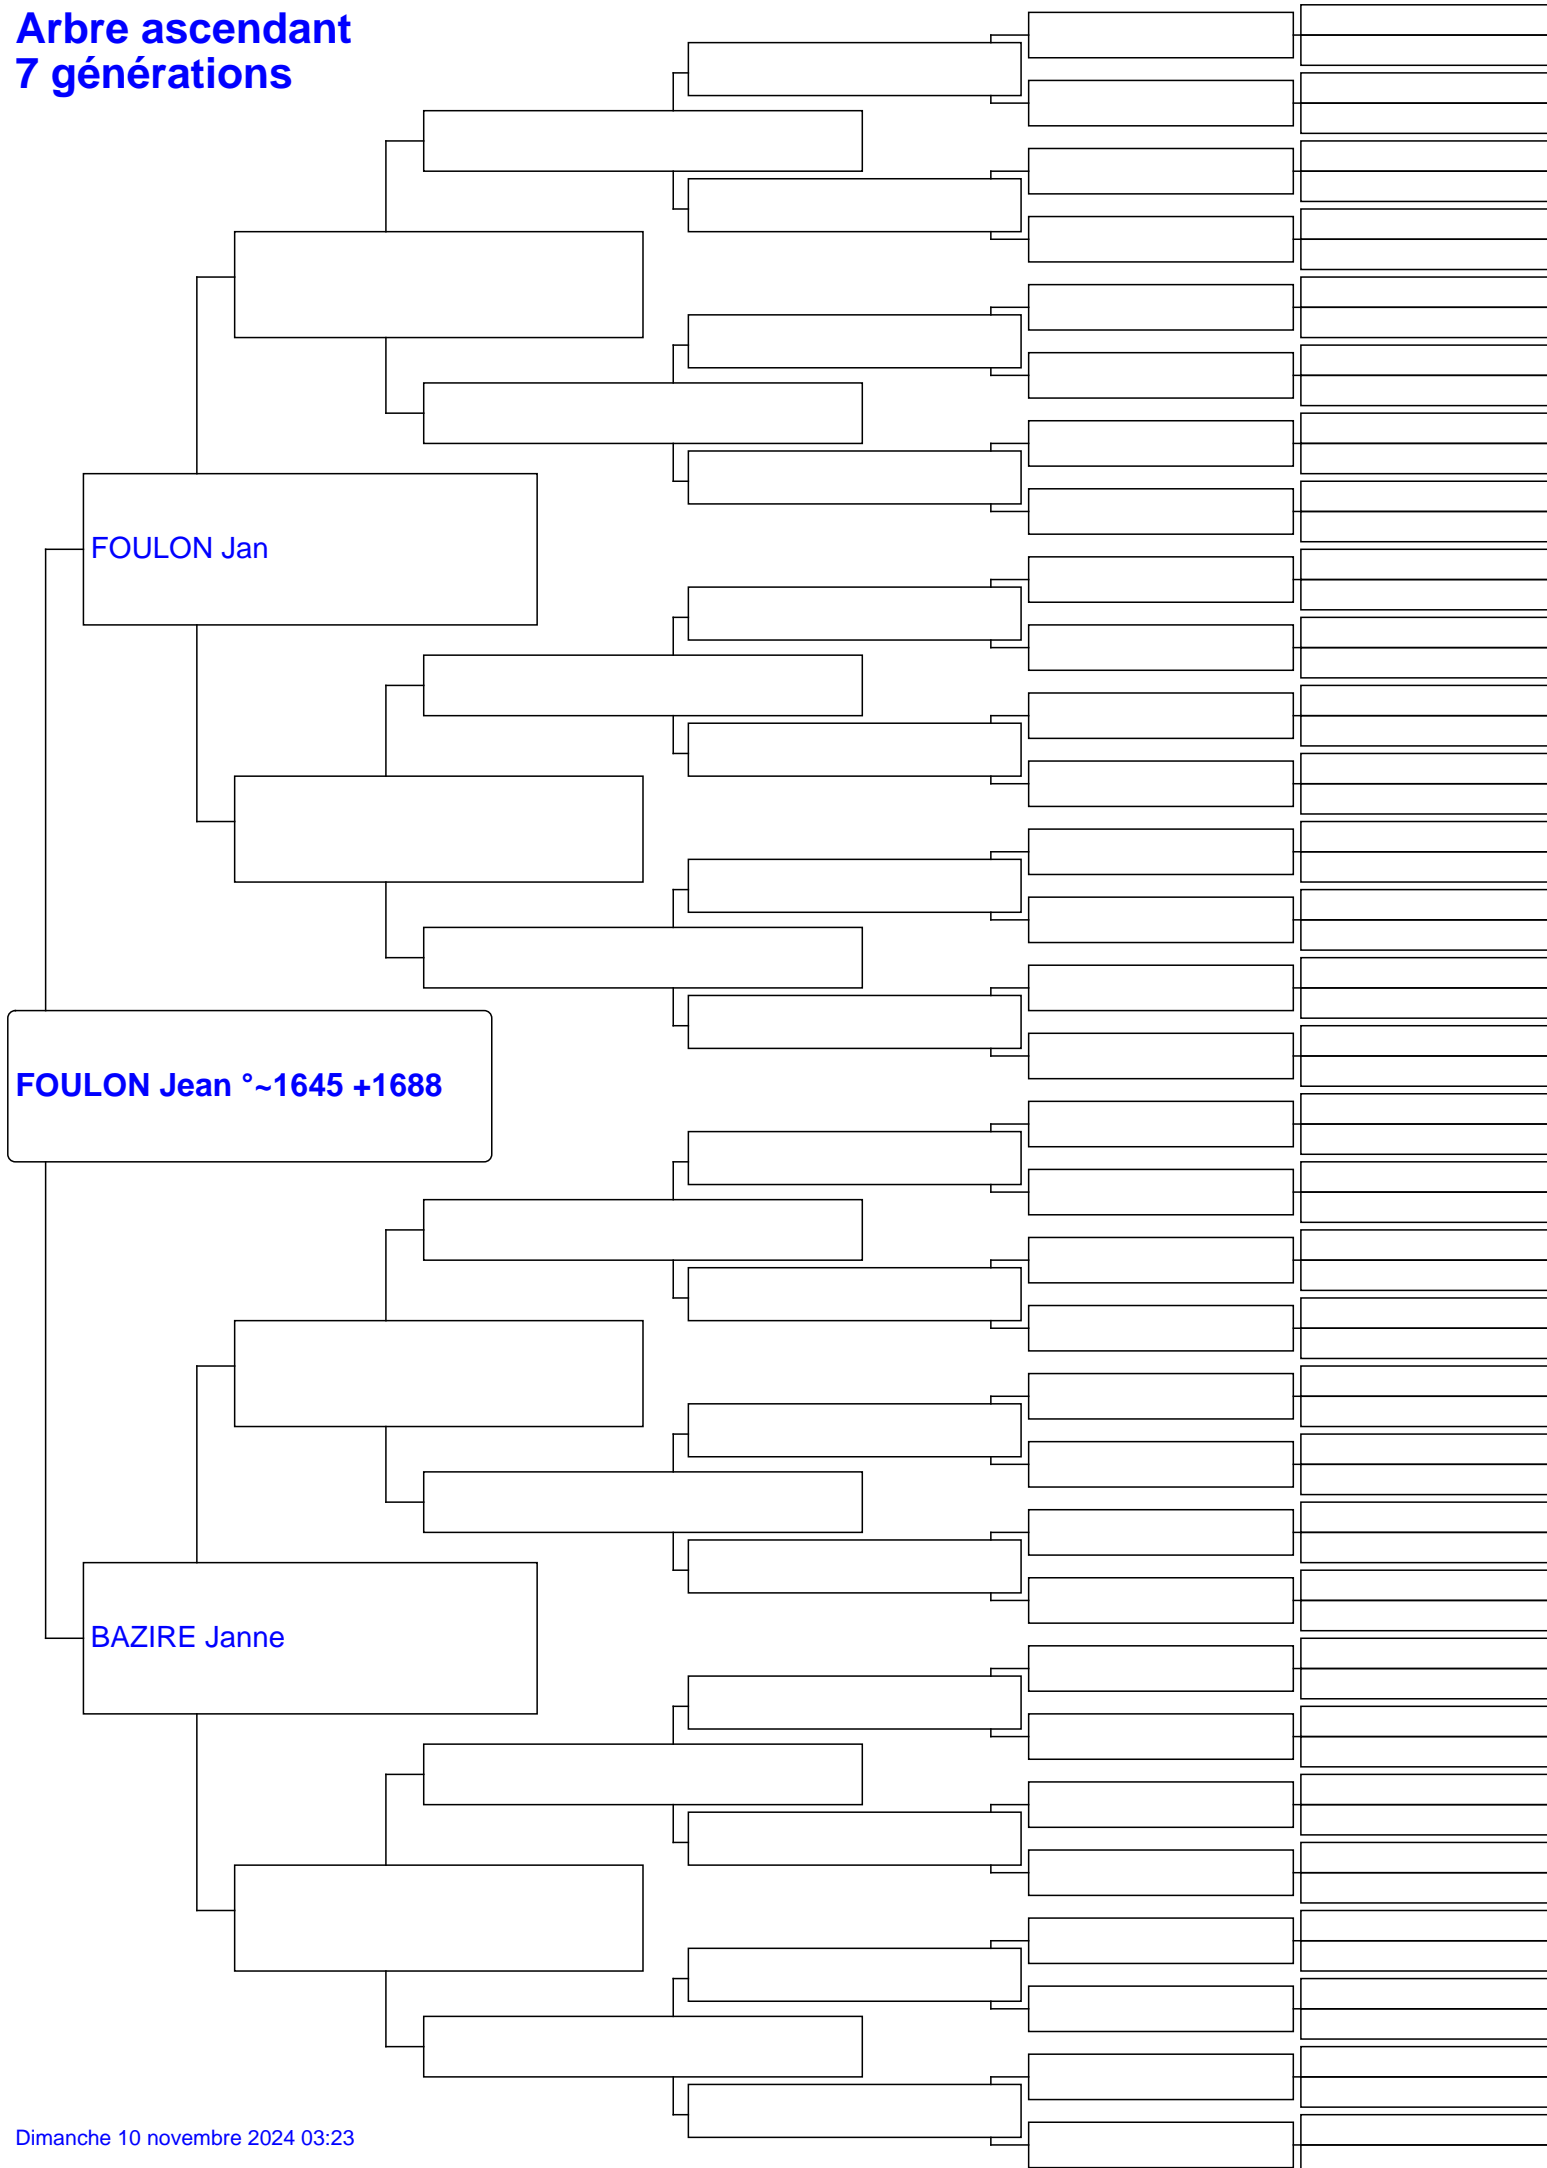 Arbre ascendant
7 générations
FOULON Jan
FOULON Jean °~1645 +1688
BAZIRE Janne
Dimanche 10 novembre 2024 03:23